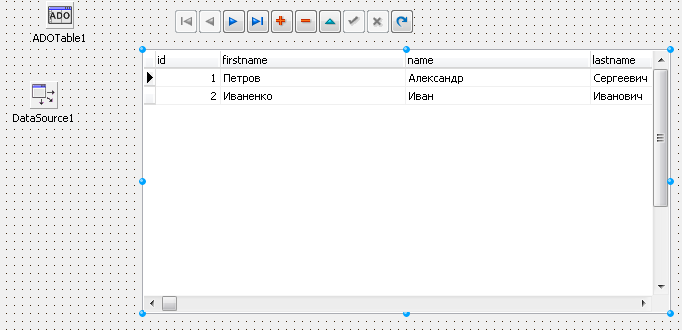 ADO
ADOTable1
DataSource1
id firstname name lastname
1 Петров Александр Сергеевич
2 Иваненко Иван Иванович